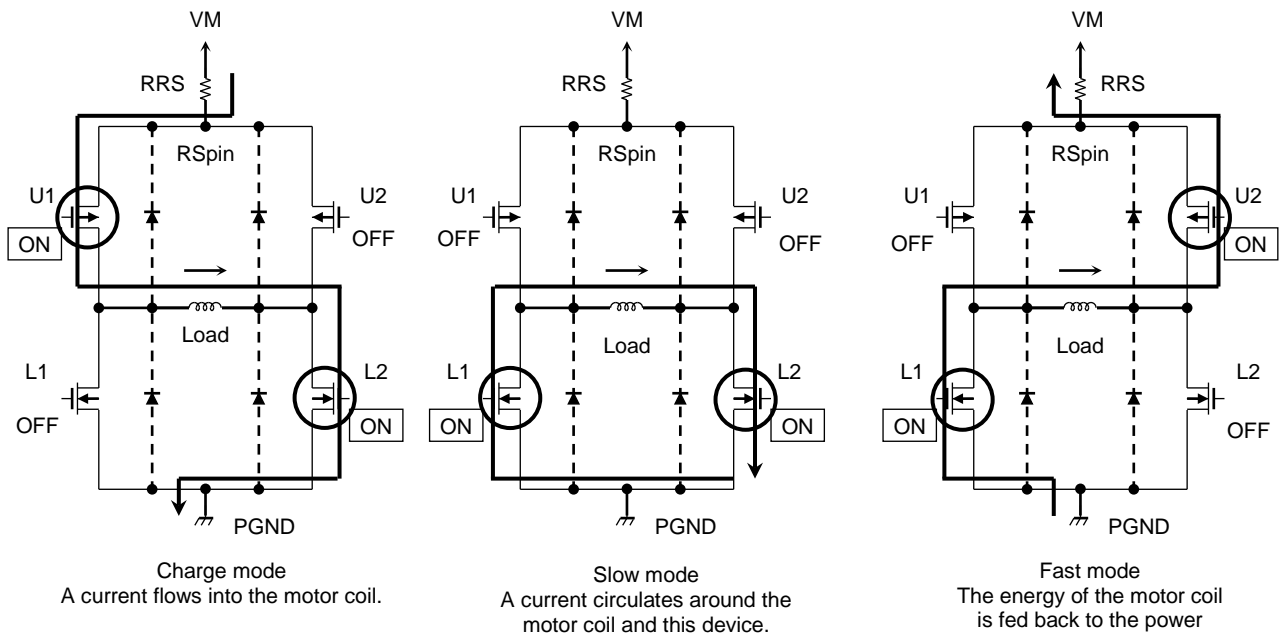 VM
RRS
RSpin
U1
U2
ON
OFF
Load
L1
L2
OFF
ON
PGND
Charge mode
A current flows into the motor coil.
VM
RRS
RSpin
U1
U2
OFF
OFF
Load
L1
L2
ON
ON
PGND
Slow mode
A current circulates around the
motor coil and this device.
VM
RRS
RSpin
U1
U2
OFF
ON
Load
L1
L2
ON
OFF
PGND
Fast mode
The energy of the motor coil
is fed back to the power